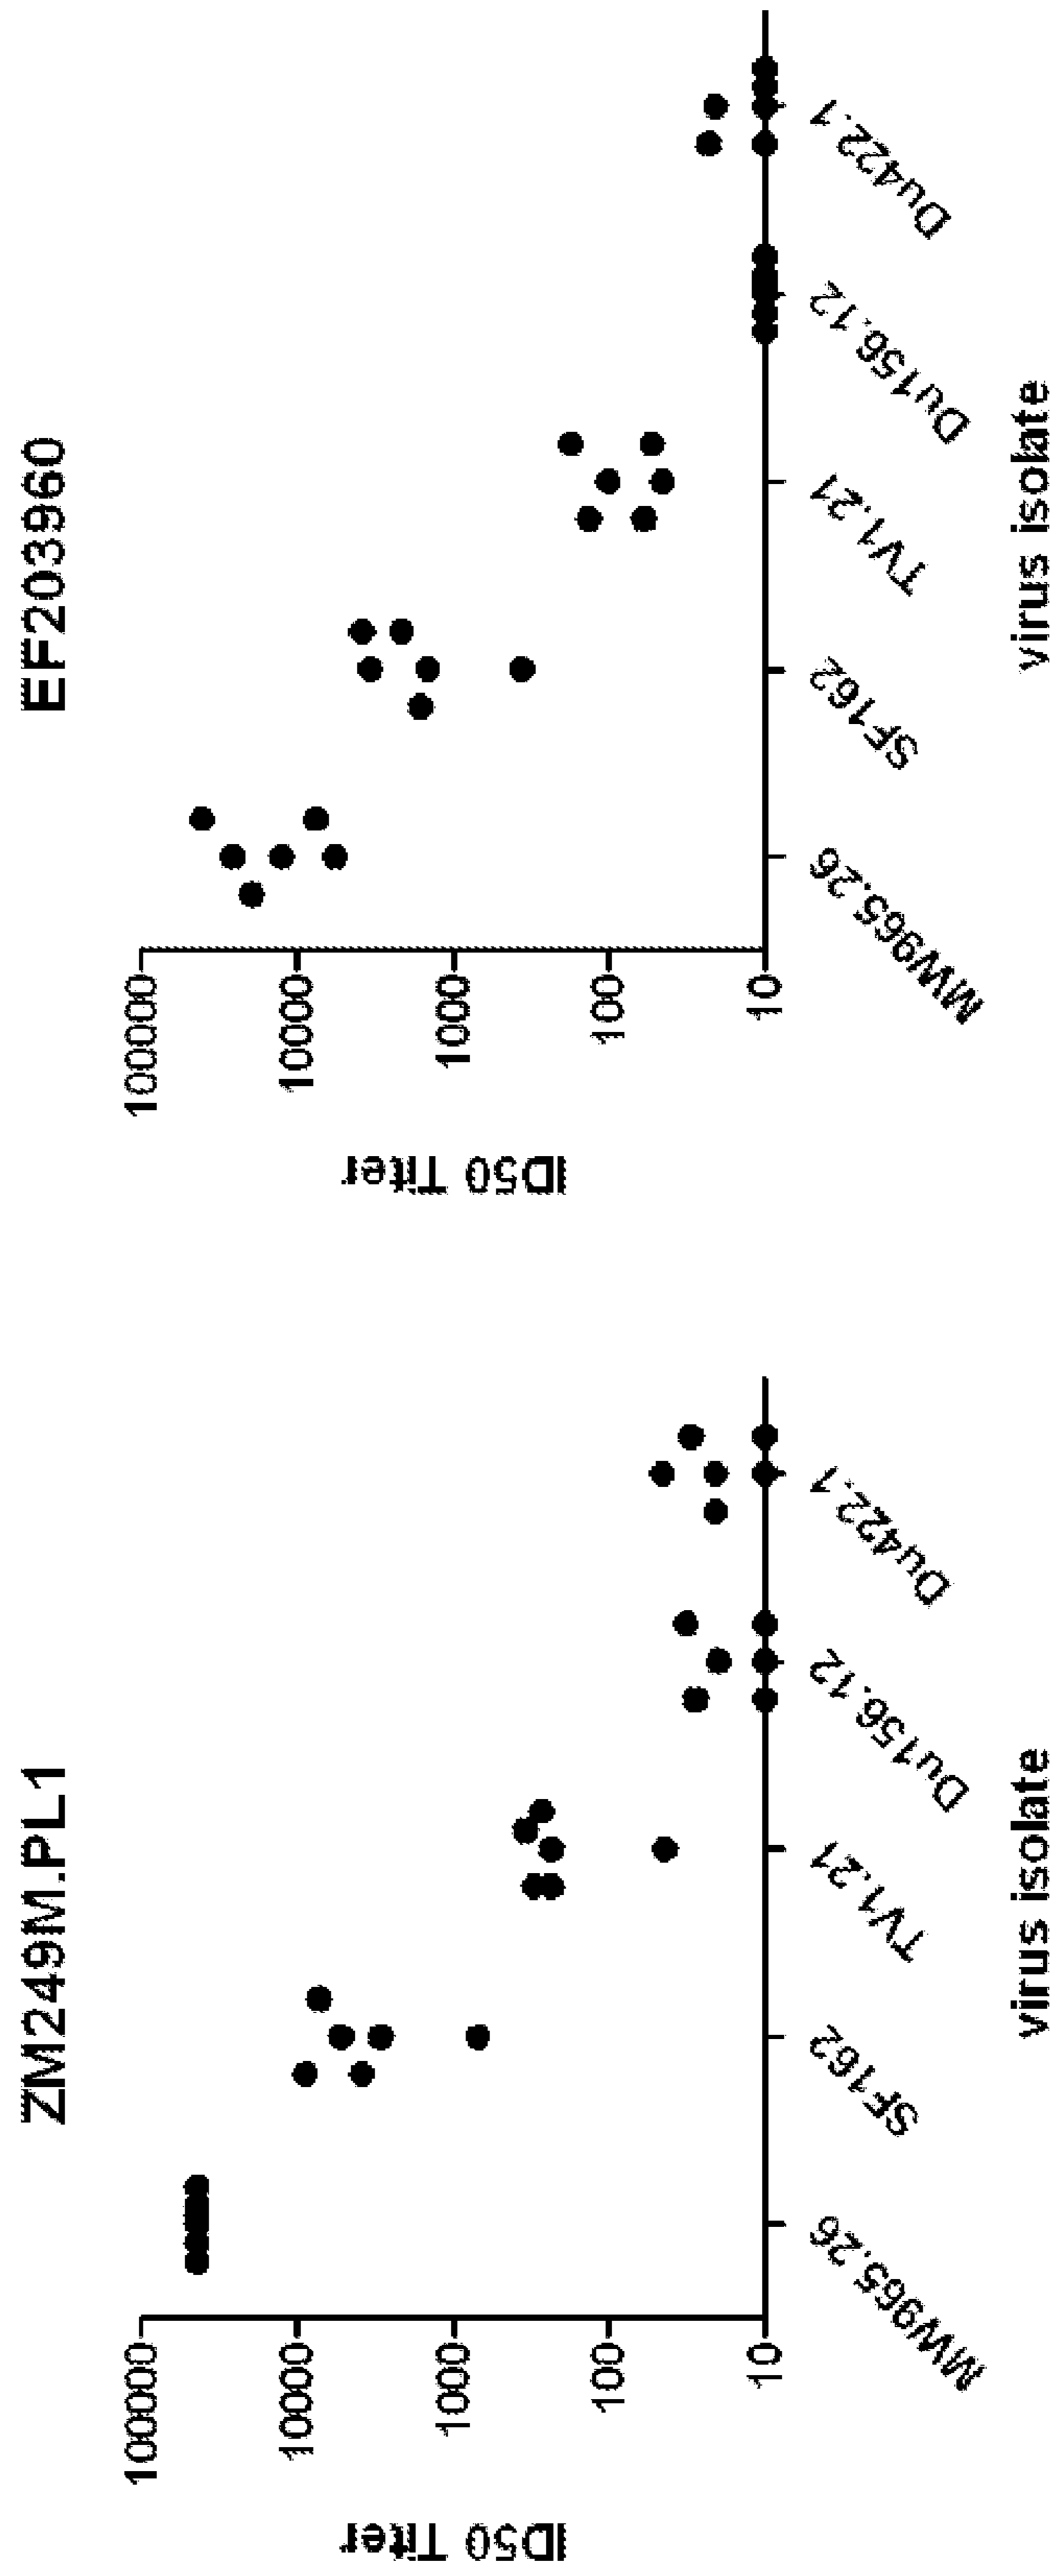 ZM249M.PL1
ID50 Titer
100000
10000
1000
100
10
MW965.26
SF162
TV1.21
Du156.12
Du422.1
virus isolate
EF203960
ID50 Titer
100000
10000
1000
100
10
MW965.26
SF162
TV1.21
Du156.12
Du422.1
virus isolate